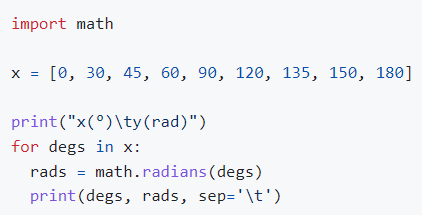 import math
x = [0, 30, 45, 60, 90, 120, 135, 150, 180]
print("x(º)\ty(rad)")
for degs in x:
  rads = math.radians(degs)
  print(degs, rads, sep='\t')